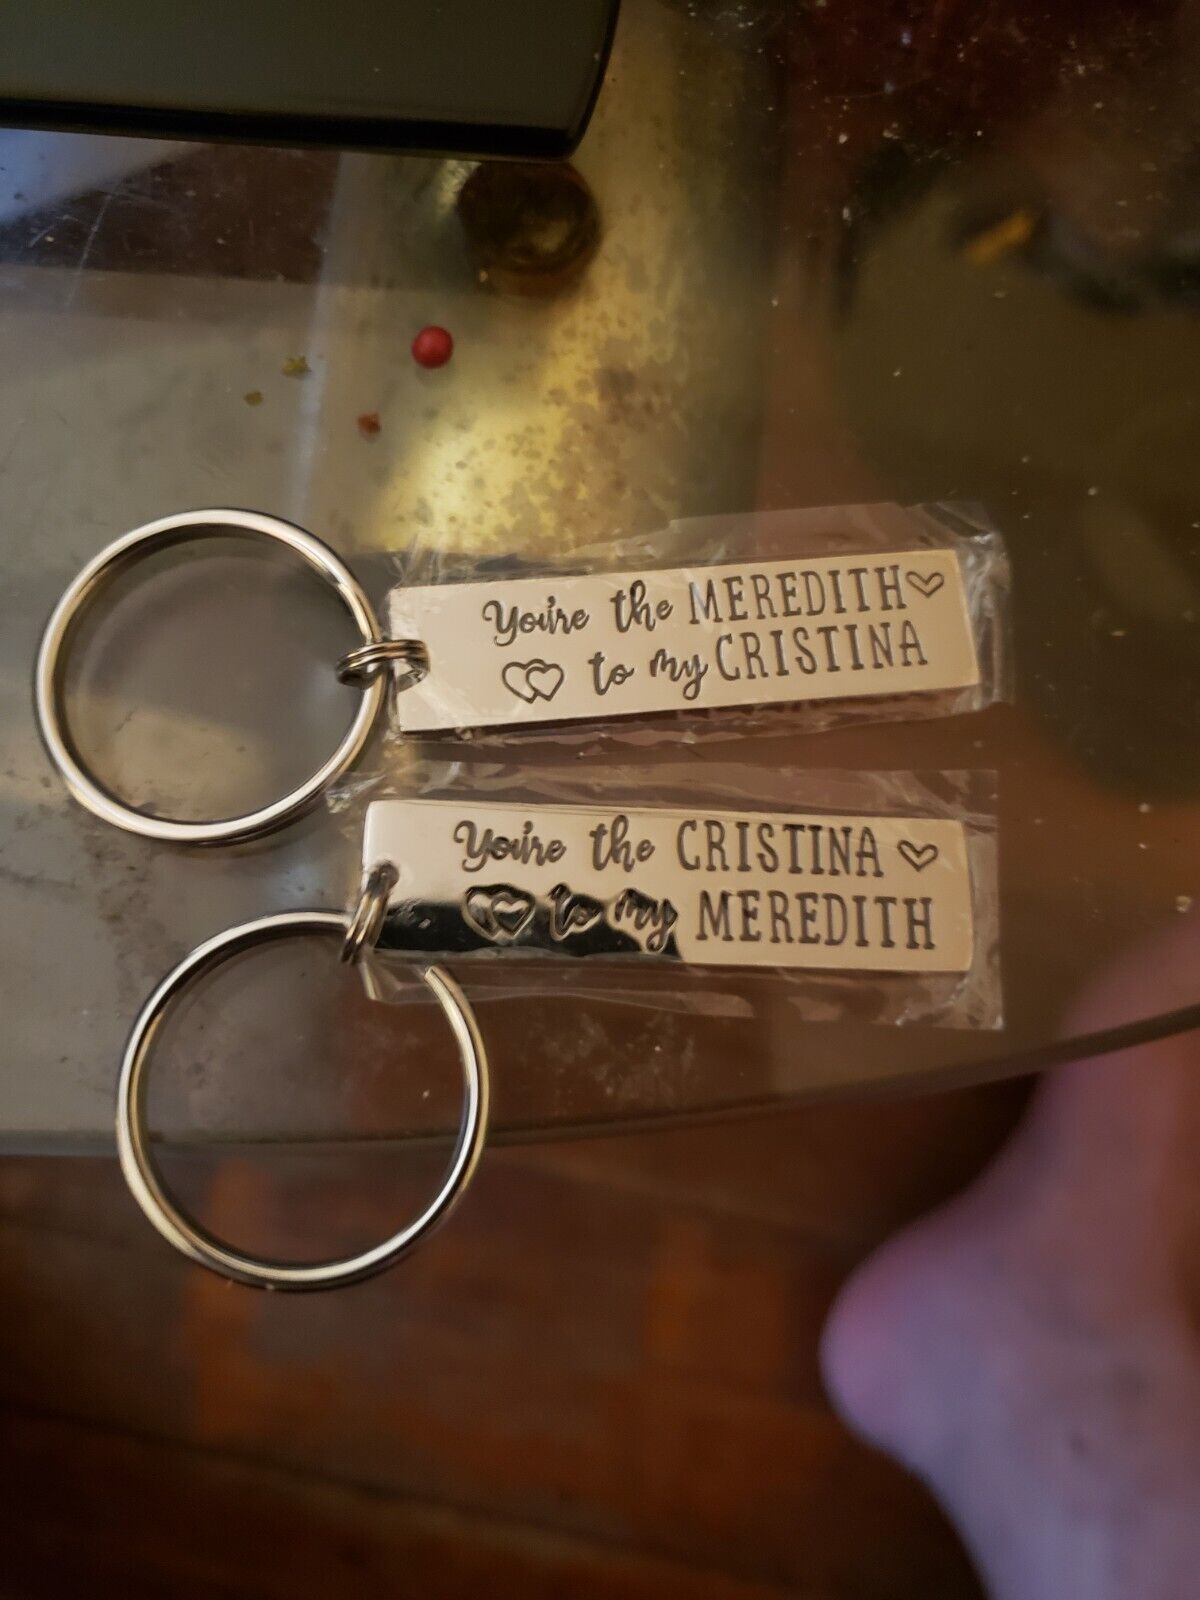 You're the MEREDITH
to my CRISTINA
You're the CRISTINA
to my MEREDITH